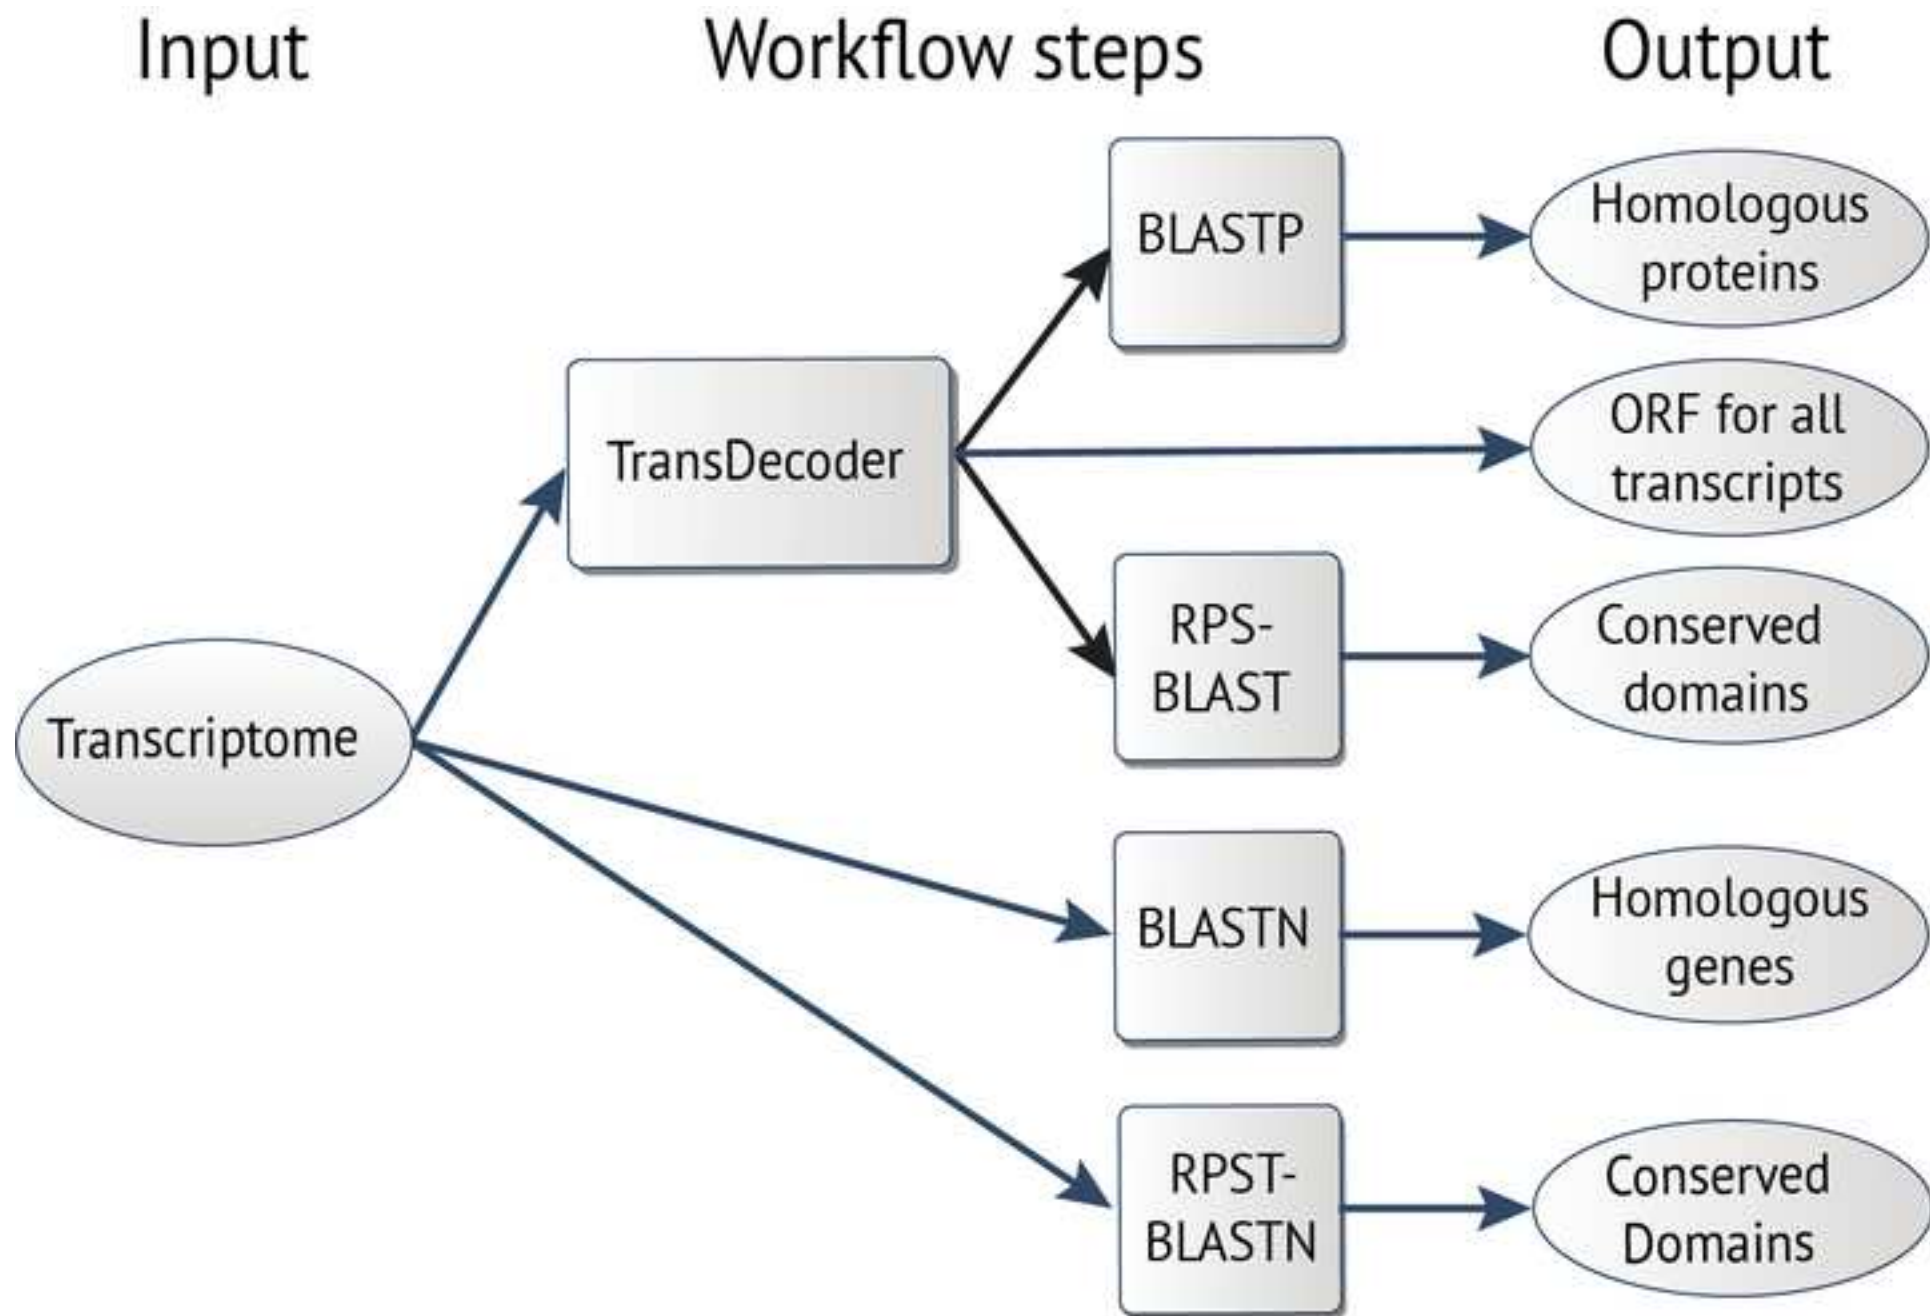 Input
Workflow steps
Output
BLASTP
Homologous
proteins
TransDecoder
ORF for all
transcripts
RPS-
BLAST
Conserved
domains
Transcriptome
BLASTN
Homologous
genes
RPST-
BLASTN
Conserved
Domains